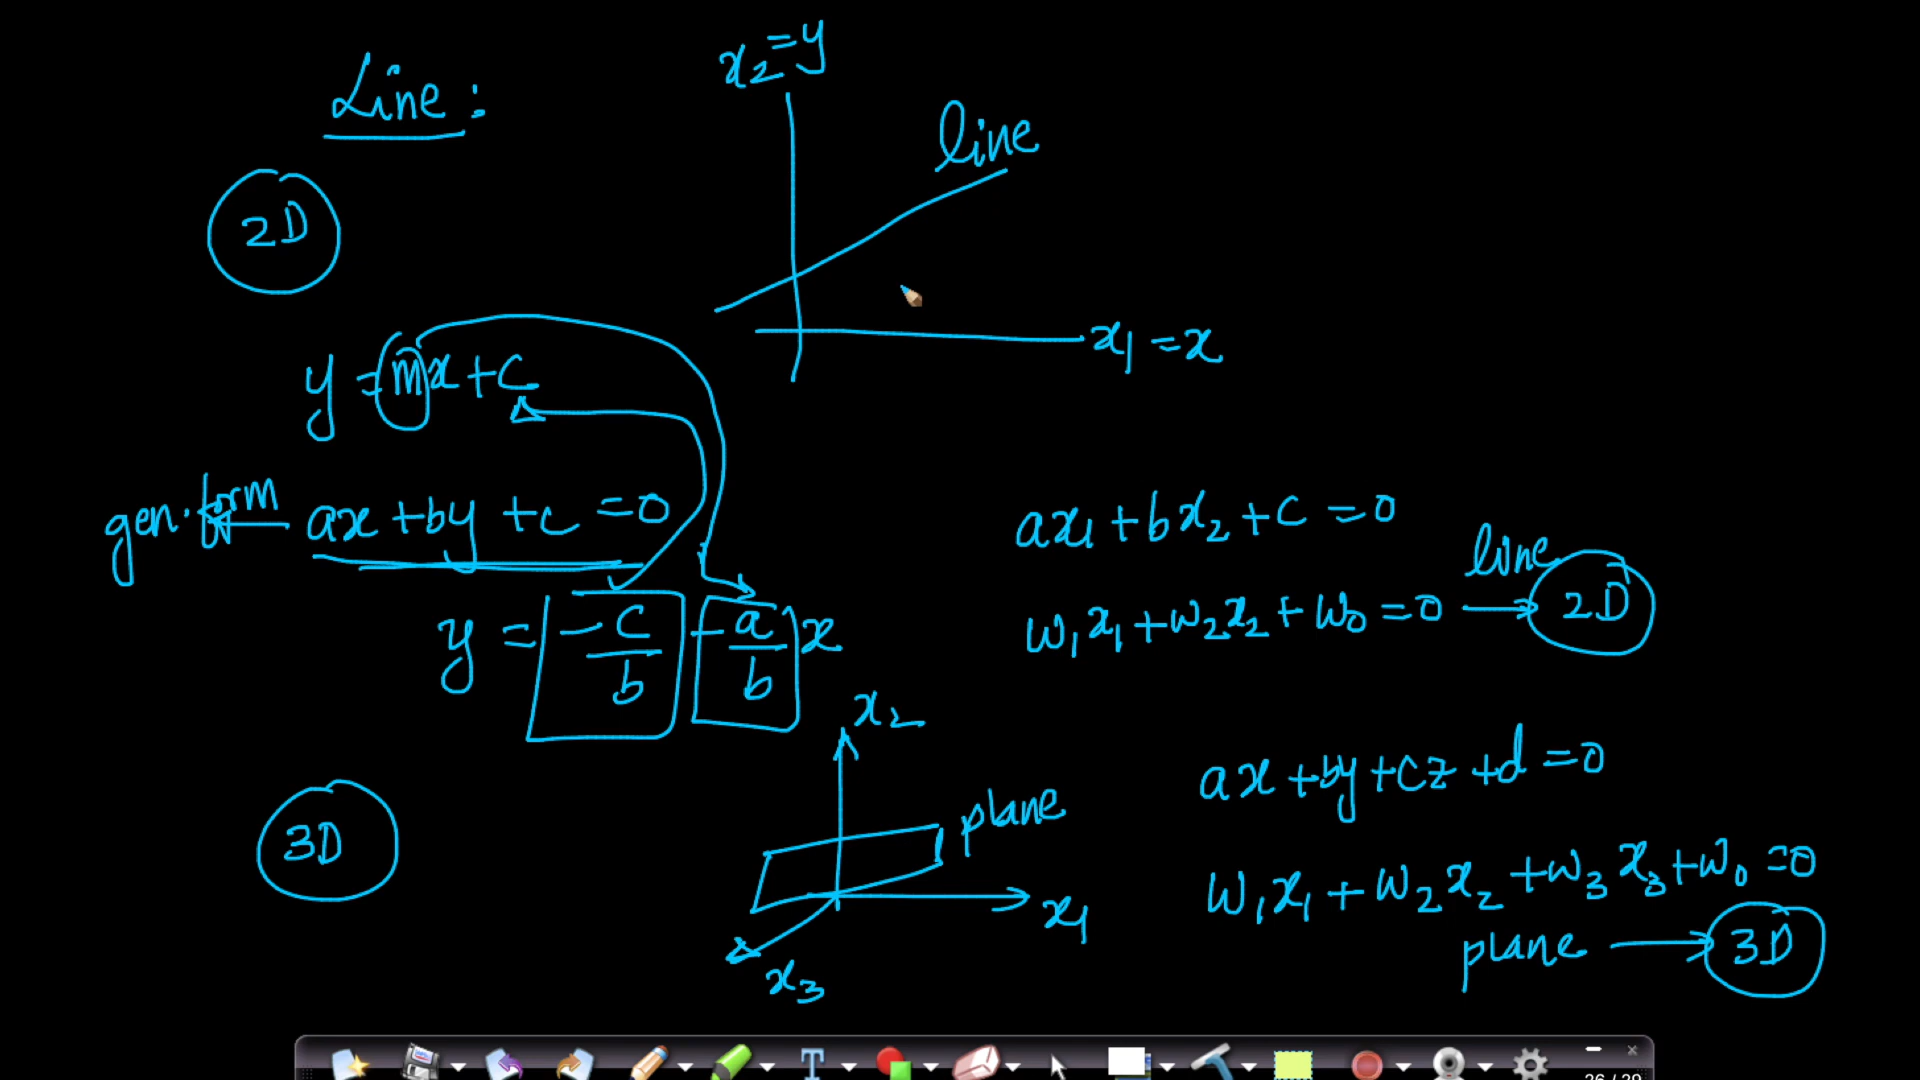 Line :
2D
x₂ = y
line
x₁ = x
y = mx + c
gen. form ax + by + c = 0
y = -c/b - a/b x
ax₁ + bx₂ + c = 0
w₁x₁ + w₂x₂ + w₀ = 0 → line 2D
3D
x₂
plane
x₁
x₃
ax + by + cz + d = 0
w₁x₁ + w₂x₂ + w₃x₃ + w₀ = 0
plane → 3D
T